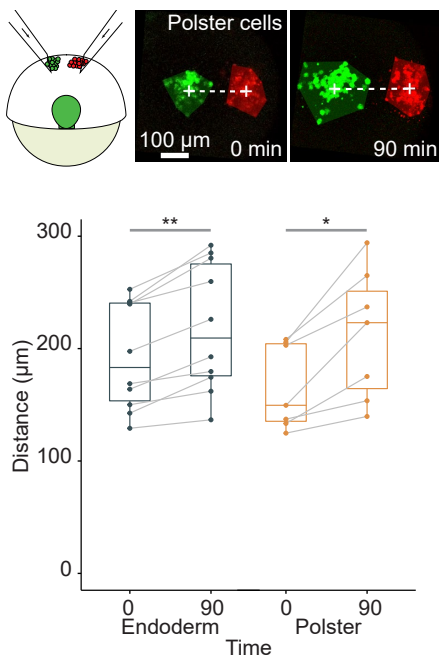 Polster cells
100 µm
0 min
90 min
** *
300
200
100
0
Distance (µm)
0 90 0 90
Endoderm Polster
Time